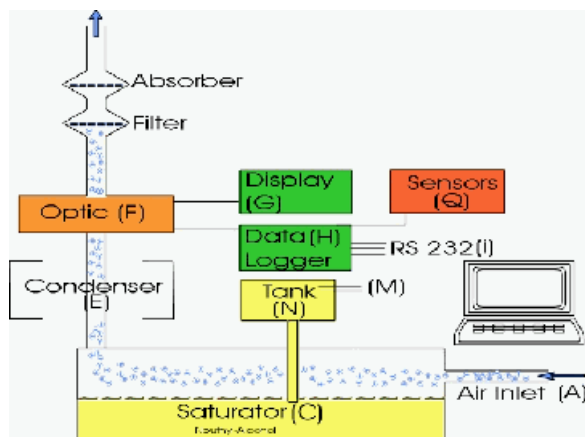 Absorber
Filter
Display
(G)
Sensors
(Q)
Optic (F)
Data (H)
Logger
RS 232(i)
Condenser
(E)
Tank
(N)
(M)
Air Inlet (A)
Saturator (C)